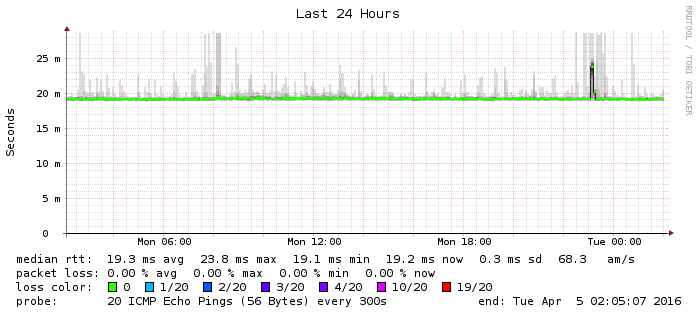 Last 24 Hours
RRDTOOL / TOBI OETIKER
Seconds
25 m
20 m
15 m
10 m
5 m
0
Mon 06:00 Mon 12:00 Mon 18:00 Tue 00:00
median rtt: 19.3 ms avg 23.8 ms max 19.1 ms min 19.2 ms now 0.3 ms sd 68.3 am/s
packet loss: 0.00 % avg 0.00 % max 0.00 % min 0.00 % now
loss color: 0 1/20 2/20 3/20 4/20 10/20 19/20
probe: 20 ICMP Echo Pings (56 Bytes) every 300s end: Tue Apr 5 02:05:07 2016